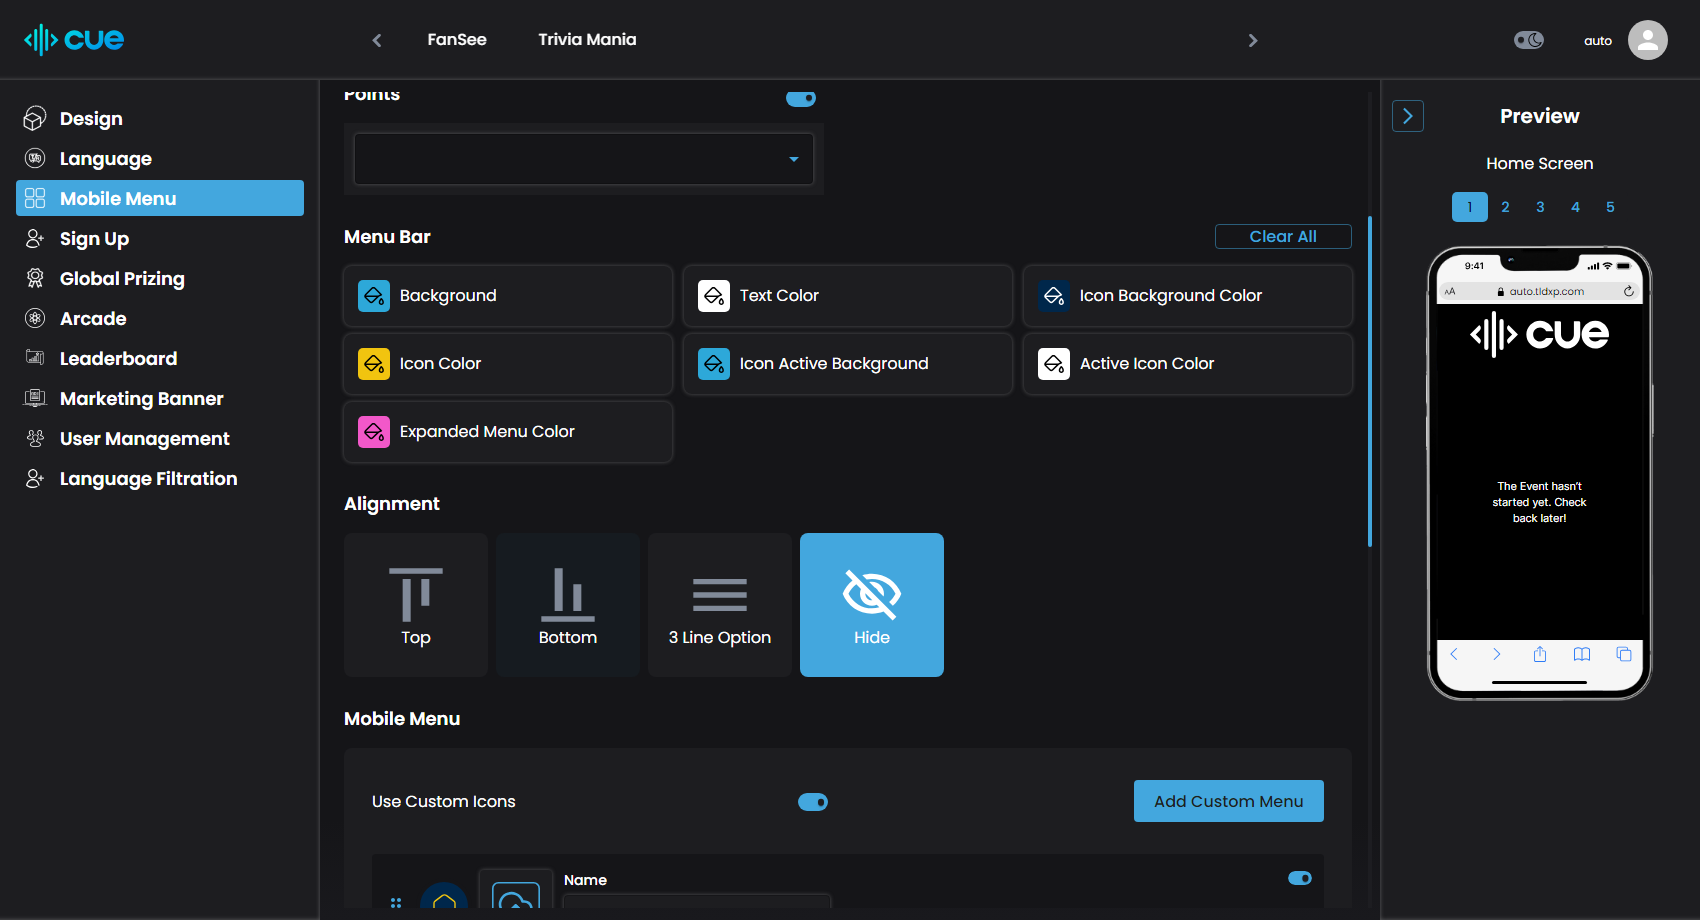 cue
FanSee
Trivia Mania
auto
Design
Language
Mobile Menu
Sign Up
Global Prizing
Arcade
Leaderboard
Marketing Banner
User Management
Language Filtration
Points
Menu Bar
Clear All
Background
Text Color
Icon Background Color
Icon Color
Icon Active Background
Active Icon Color
Expanded Menu Color
Alignment
Top
Bottom
3 Line Option
Hide
Mobile Menu
Use Custom Icons
Add Custom Menu
Name
Preview
Home Screen
1 2 3 4 5
9:41
AA auto.tldxp.com
cue
The Event hasn't
started yet. Check
back later!